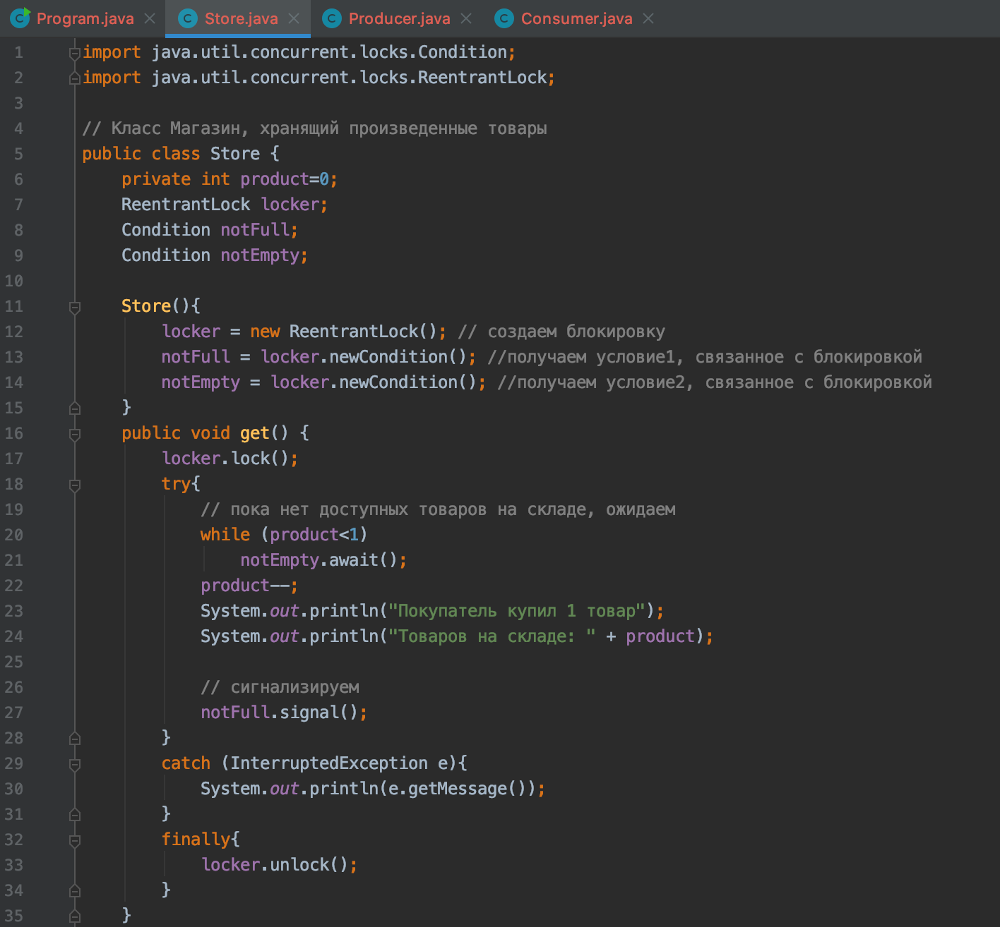 Program.java Store.java Producer.java Consumer.java
1 import java.util.concurrent.locks.Condition;
2 import java.util.concurrent.locks.ReentrantLock;
3
4 // Класс Магазин, хранящий произведенные товары
5 public class Store {
6     private int product=0;
7     ReentrantLock locker;
8     Condition notFull;
9     Condition notEmpty;
10
11     Store(){
12         locker = new ReentrantLock(); // создаем блокировку
13         notFull = locker.newCondition(); //получаем условие1, связанное с блокировкой
14         notEmpty = locker.newCondition(); //получаем условие2, связанное с блокировкой
15     }
16     public void get() {
17         locker.lock();
18         try{
19             // пока нет доступных товаров на складе, ожидаем
20             while (product<1)
21                 notEmpty.await();
22             product--;
23             System.out.println("Покупатель купил 1 товар");
24             System.out.println("Товаров на складе: " + product);
25
26             // сигнализируем
27             notFull.signal();
28         }
29         catch (InterruptedException e){
30             System.out.println(e.getMessage());
31         }
32         finally{
33             locker.unlock();
34         }
35     }